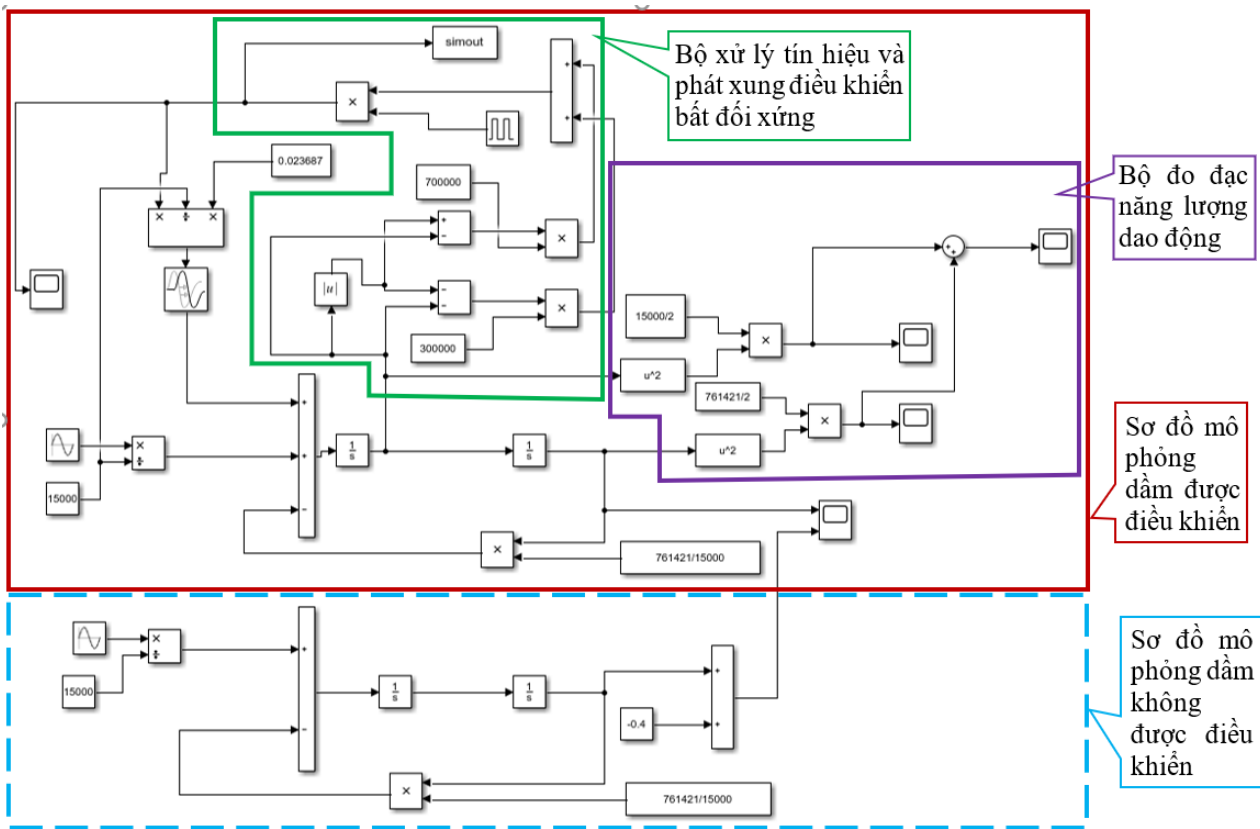 simout
×
+
+
0.023687
700000
× ÷ ×
+
−
×
|u|
−
−
×
300000
15000/2
×
u^2
761421/2
×
u^2
+
+
+
+
−
×
÷
15000
1
s
1
s
×
761421/15000
×
÷
15000
+
−
1
s
1
s
-0.4
+
+
×
761421/15000
Bộ xử lý tín hiệu và
phát xung điều khiển
bất đối xứng
Bộ đo đạc
năng lượng
dao động
Sơ đồ mô
phỏng
dầm được
điều khiển
Sơ đồ mô
phỏng dầm
không
được điều
khiển